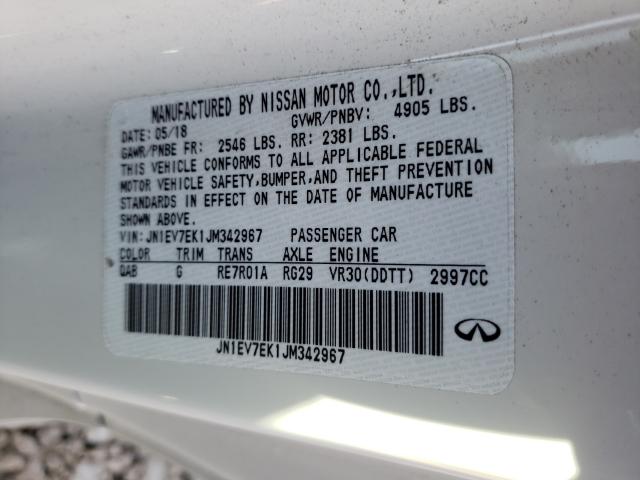 MANUFACTURED BY NISSAN MOTOR CO.,LTD.
DATE: 05/18 GVWR/PNBV: 4905 LBS.
GAWR/PNBE FR: 2546 LBS. RR: 2381 LBS.
THIS VEHICLE CONFORMS TO ALL APPLICABLE FEDERAL
MOTOR VEHICLE SAFETY,BUMPER,AND THEFT PREVENTION
STANDARDS IN EFFECT ON THE DATE OF MANUFACTURE
SHOWN ABOVE.
VIN: JN1EV7EK1JM342967 PASSENGER CAR
COLOR TRIM TRANS AXLE ENGINE
QAB G RE7R01A RG29 VR30(DDTT) 2997CC
JN1EV7EK1JM342967